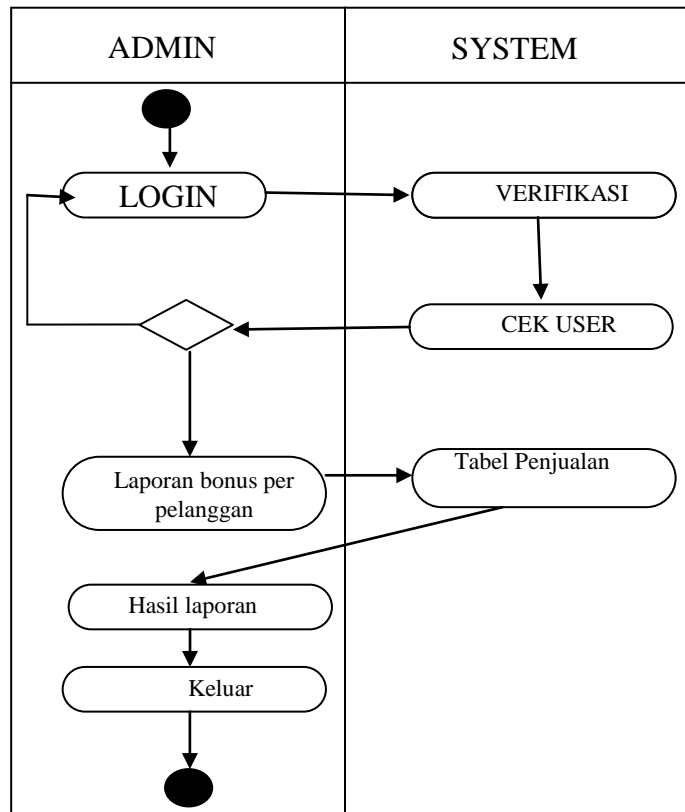 ADMIN
SYSTEM
LOGIN
VERIFIKASI
CEK USER
Laporan bonus per
pelanggan
Tabel Penjualan
Hasil laporan
Keluar